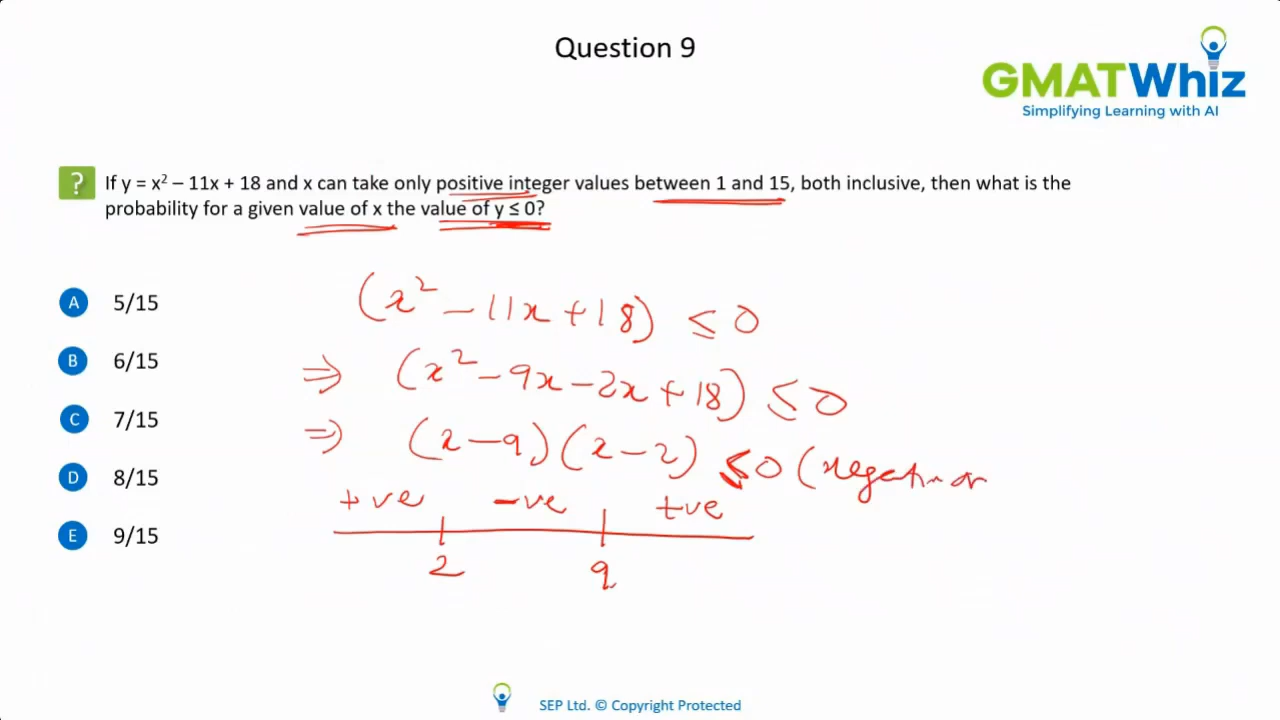 Question 9
GMATWhiz
Simplifying Learning with AI
? If y = x² – 11x + 18 and x can take only positive integer values between 1 and 15, both inclusive, then what is the
probability for a given value of x the value of y ≤ 0?
A 5/15
B 6/15
C 7/15
D 8/15
E 9/15
(x² – 11x + 18) ≤ 0
⇒ (x² – 9x – 2x + 18) ≤ 0
⇒ (x – 9)(x – 2) ≤ 0 (negative or
+ve –ve +ve
2 9
SEP Ltd. © Copyright Protected